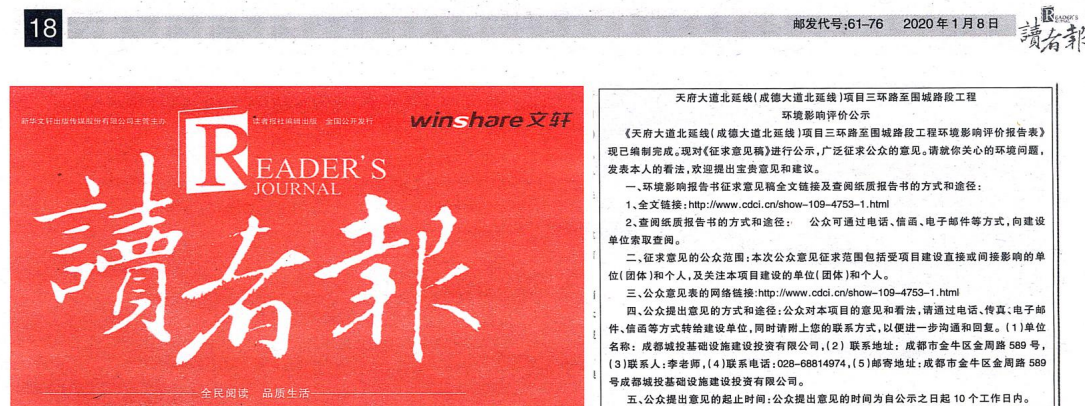 18
邮发代号:61-76 2020年1月8日
READER'S
讀者報
新华文轩出版传媒股份有限公司主管主办
读者报社编辑出版 全国公开发行
winshare文轩
READER'S
JOURNAL
讀者報
全民阅读 品质生活
天府大道北延线(成德大道北延线)项目三环路至围城路段工程
环境影响评价公示
《天府大道北延线(成德大道北延线)项目三环路至围城路段工程环境影响评价报告表》
现已编制完成。现对《征求意见稿》进行公示,广泛征求公众的意见。请就你关心的环境问题,
发表本人的看法,欢迎提出宝贵意见和建议。
一、环境影响报告书征求意见稿全文链接及查阅纸质报告书的方式和途径:
1、全文链接:http://www.cdci.cn/show-109-4753-1.html
2、查阅纸质报告书的方式和途径: 公众可通过电话、信函、电子邮件等方式,向建设
单位索取查阅。
二、征求意见的公众范围:本次公众意见征求范围包括受项目建设直接或间接影响的单
位(团体)和个人,及关注本项目建设的单位(团体)和个人。
三、公众意见表的网络链接:http://www.cdci.cn/show-109-4753-1.html
四、公众提出意见的方式和途径:公众对本项目的意见和看法,请通过电话、传真、电子邮
件、信函等方式转给建设单位,同时请附上您的联系方式,以便进一步沟通和回复。(1)单位
名称:成都城投基础设施建设投资有限公司,(2)联系地址:成都市金牛区金周路589号,
(3)联系人:李老师,(4)联系电话:028-68814974,(5)邮寄地址:成都市金牛区金周路589
号成都城投基础设施建设投资有限公司。
五、公众提出意见的起止时间:公众提出意见的时间为自公示之日起10个工作日内。